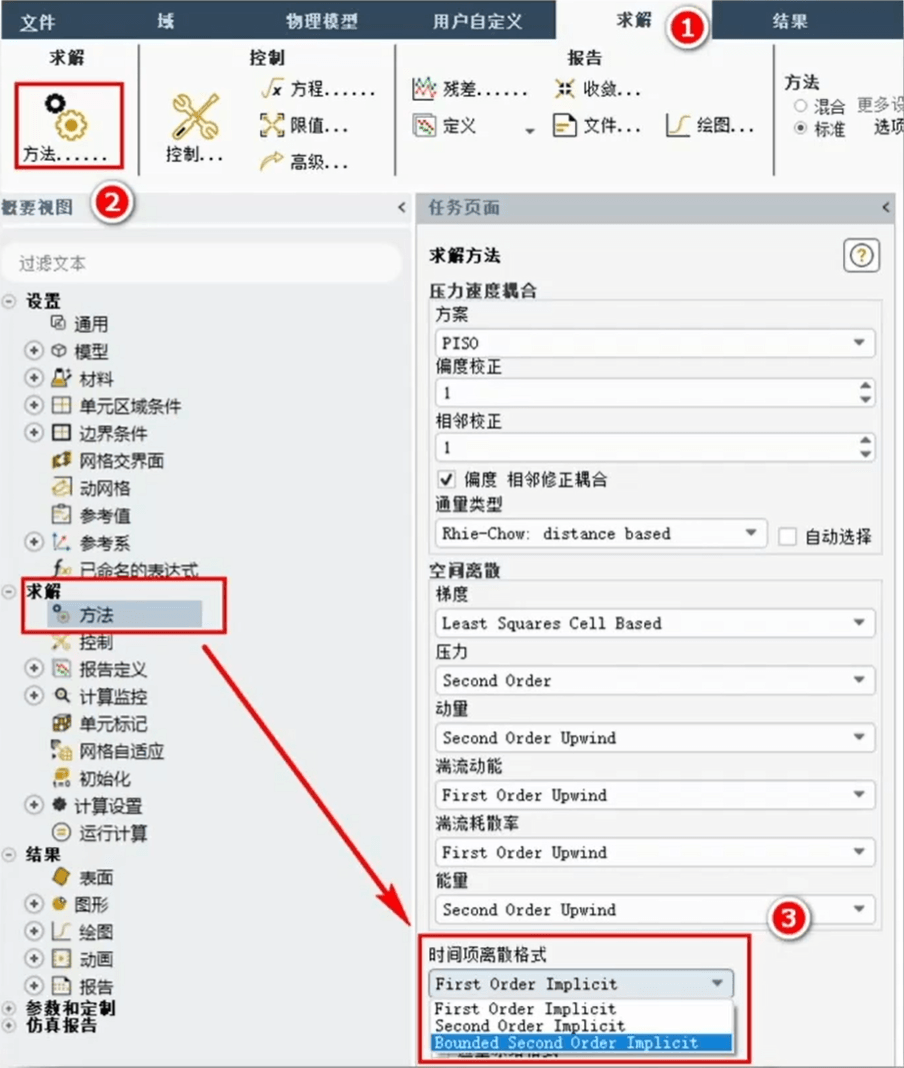 文件 域 物理模型 用户自定义 求解 1 结果
求解 控制 报告
方法......
控制...
方程......
限值...
高级...
残差......
收敛...
定义
文件...
绘图...
方法
混合 更多设
标准 选项
概要视图 2
任务页面
过滤文本
设置
通用
模型
材料
单元区域条件
边界条件
网格交界面
动网格
参考值
参考系
已命名的表达式
求解
方法
控制
报告定义
计算监控
单元标记
网格自适应
初始化
计算设置
运行计算
结果
表面
图形
绘图
动画
报告
参数和定制
仿真报告
求解方法
?
压力速度耦合
方案
PISO
偏度校正
1
相邻校正
1
偏度 相邻修正耦合
通量类型
Rhie-Chow: distance based
自动选择
空间离散
梯度
Least Squares Cell Based
压力
Second Order
动量
Second Order Upwind
湍流动能
First Order Upwind
湍流耗散率
First Order Upwind
能量
Second Order Upwind
3
时间项离散格式
First Order Implicit
First Order Implicit
Second Order Implicit
Bounded Second Order Implicit